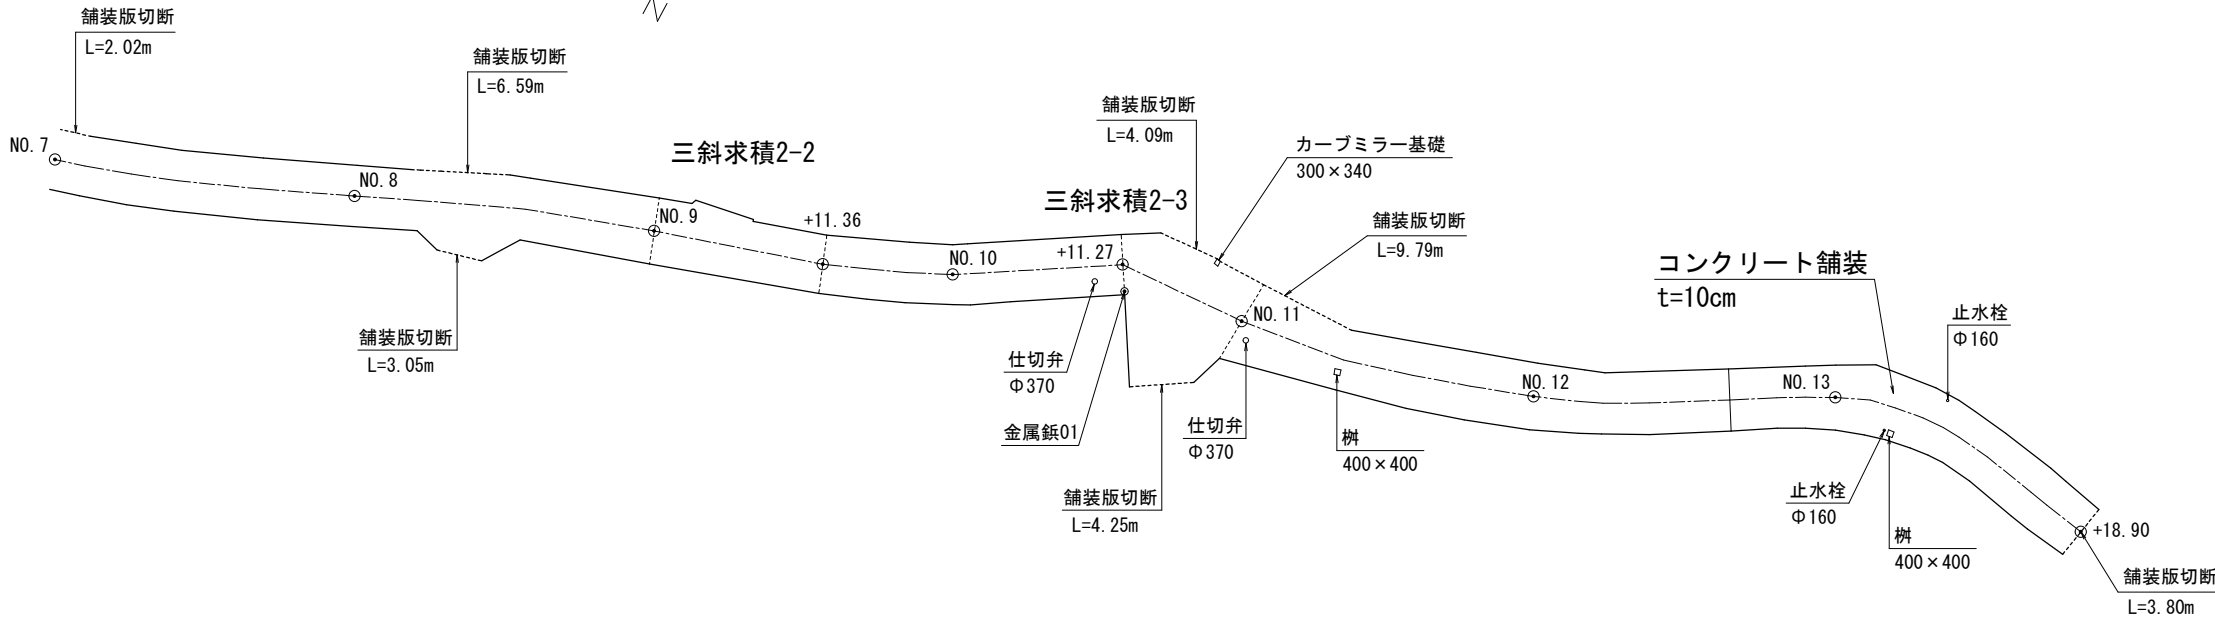 舗装版切断
L=2.02m
舗装版切断
L=6.59m
NO.7
三斜求積2-2
NO.8
NO.9
+11.36
三斜求積2-3
舗装版切断
L=4.09m
カーブミラー基礎
300×340
舗装版切断
L=9.79m
NO.10
+11.27
NO.11
コンクリート舗装
t=10cm
止水栓
Φ160
舗装版切断
L=3.05m
仕切弁
Φ370
金属鋲01
仕切弁
Φ370
桝
400×400
NO.12
NO.13
舗装版切断
L=4.25m
止水栓
Φ160
桝
400×400
+18.90
舗装版切断
L=3.80m